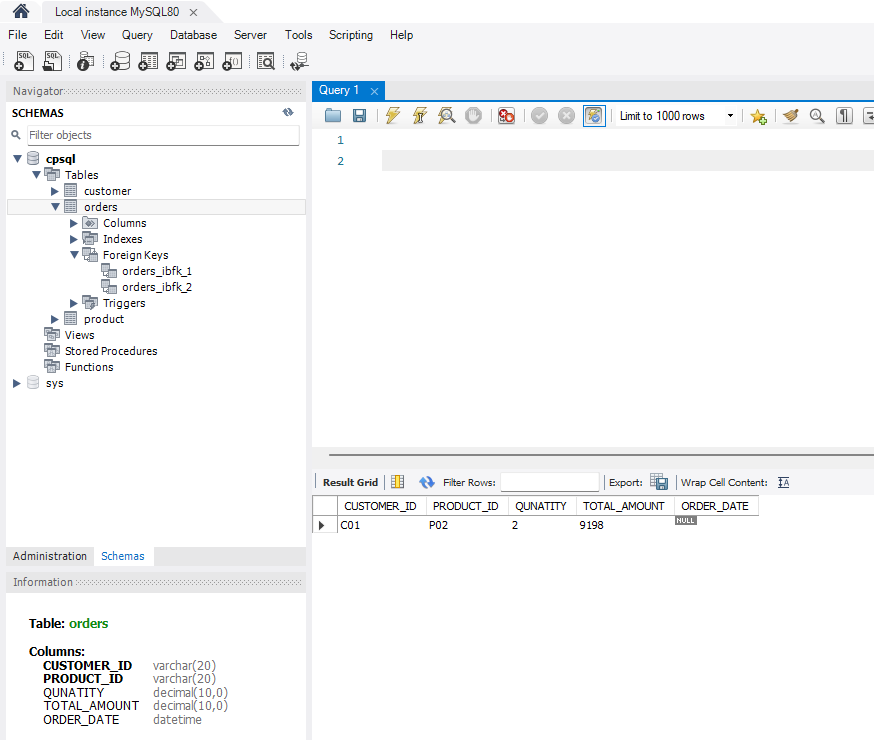 Local instance MySQL80
File Edit View Query Database Server Tools Scripting Help
SQL SQL
Navigator
SCHEMAS
Filter objects
cpsql
Tables
customer
orders
Columns
Indexes
Foreign Keys
orders_ibfk_1
orders_ibfk_2
Triggers
product
Views
Stored Procedures
Functions
sys
Administration Schemas
Information
Table: orders
Columns:
CUSTOMER_ID varchar(20)
PRODUCT_ID varchar(20)
QUNATITY decimal(10,0)
TOTAL_AMOUNT decimal(10,0)
ORDER_DATE datetime
Query 1
Limit to 1000 rows
1
2
Result Grid Filter Rows: Export: Wrap Cell Content: IA
CUSTOMER_ID PRODUCT_ID QUNATITY TOTAL_AMOUNT ORDER_DATE
C01 P02 2 9198 NULL